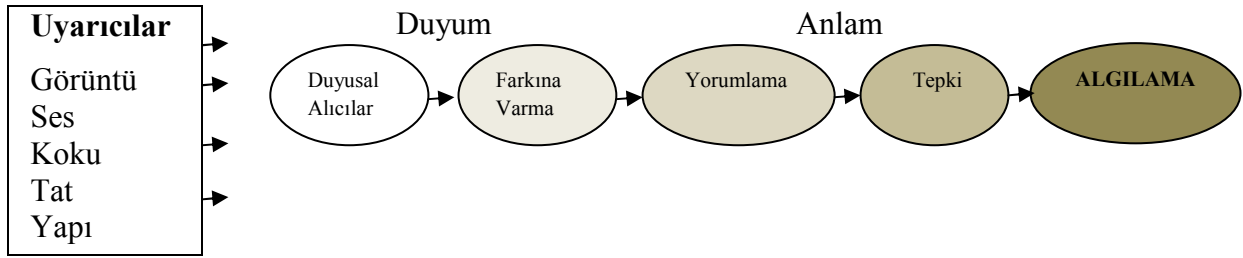 Uyarıcılar
Görüntü
Ses
Koku
Tat
Yapı
Duyum
Anlam
Duyusal
Alıcılar
Farkına
Varma
Yorumlama
Tepki
ALGILAMA